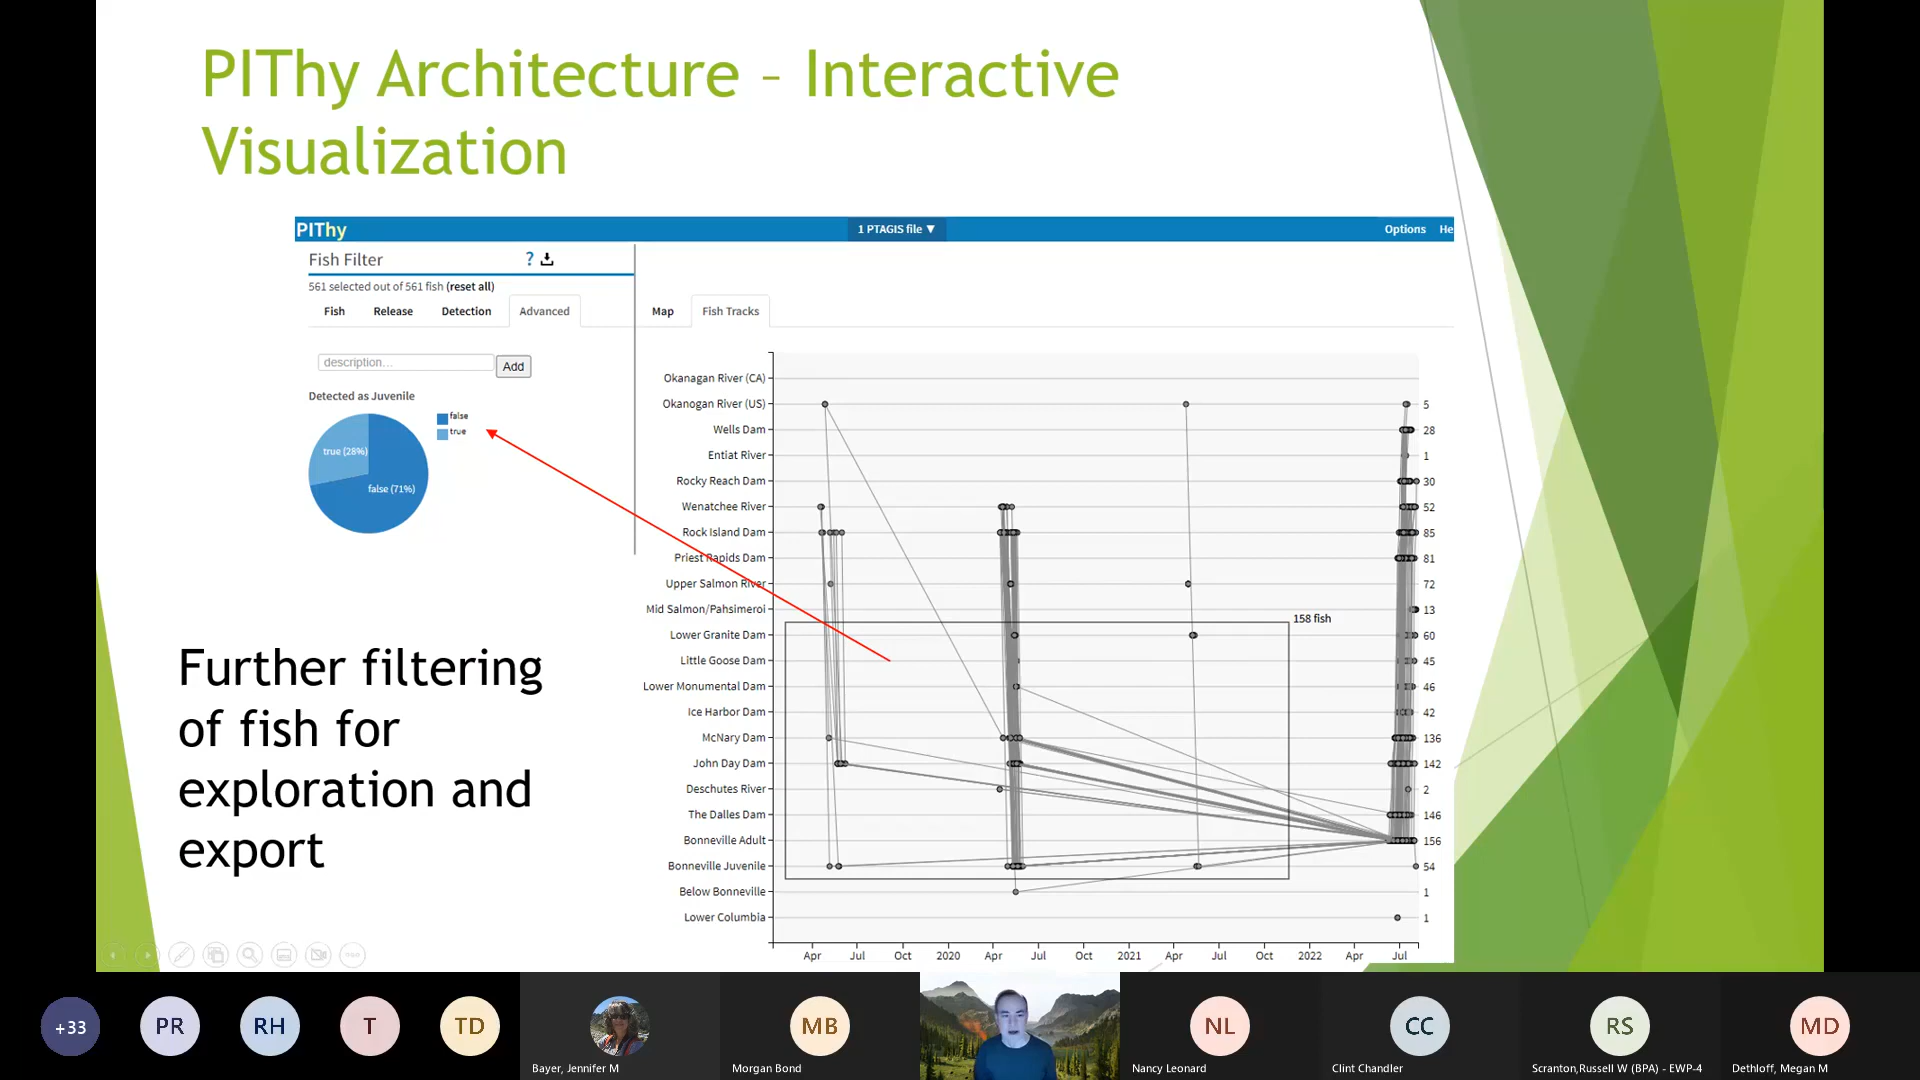 PIThy Architecture – Interactive
Visualization
PIThy
1 PTAGIS file ▼
Options
He
Fish Filter
?
561 selected out of 561 fish (reset all)
Fish
Release
Detection
Advanced
Map
Fish Tracks
description...
Add
Detected as Juvenile
false
true
true (28%)
false (71%)
Okanagan River (CA)
Okanogan River (US)
5
Wells Dam
28
Entiat River
1
Rocky Reach Dam
30
Wenatchee River
52
Rock Island Dam
85
Priest Rapids Dam
81
Upper Salmon River
72
Mid Salmon/Pahsimeroi
13
158 fish
Lower Granite Dam
60
Little Goose Dam
45
Lower Monumental Dam
46
Ice Harbor Dam
42
McNary Dam
136
John Day Dam
142
Deschutes River
2
The Dalles Dam
146
Bonneville Adult
156
Bonneville Juvenile
54
Below Bonneville
1
Lower Columbia
1
Apr
Jul
Oct
2020
Apr
Jul
Oct
2021
Apr
Jul
Oct
2022
Apr
Jul
Further filtering
of fish for
exploration and
export
+33
PR
RH
T
TD
Bayer, Jennifer M
MB
Morgan Bond
NL
Nancy Leonard
CC
Clint Chandler
RS
Scranton,Russell W (BPA) - EWP-4
MD
Dethloff, Megan M